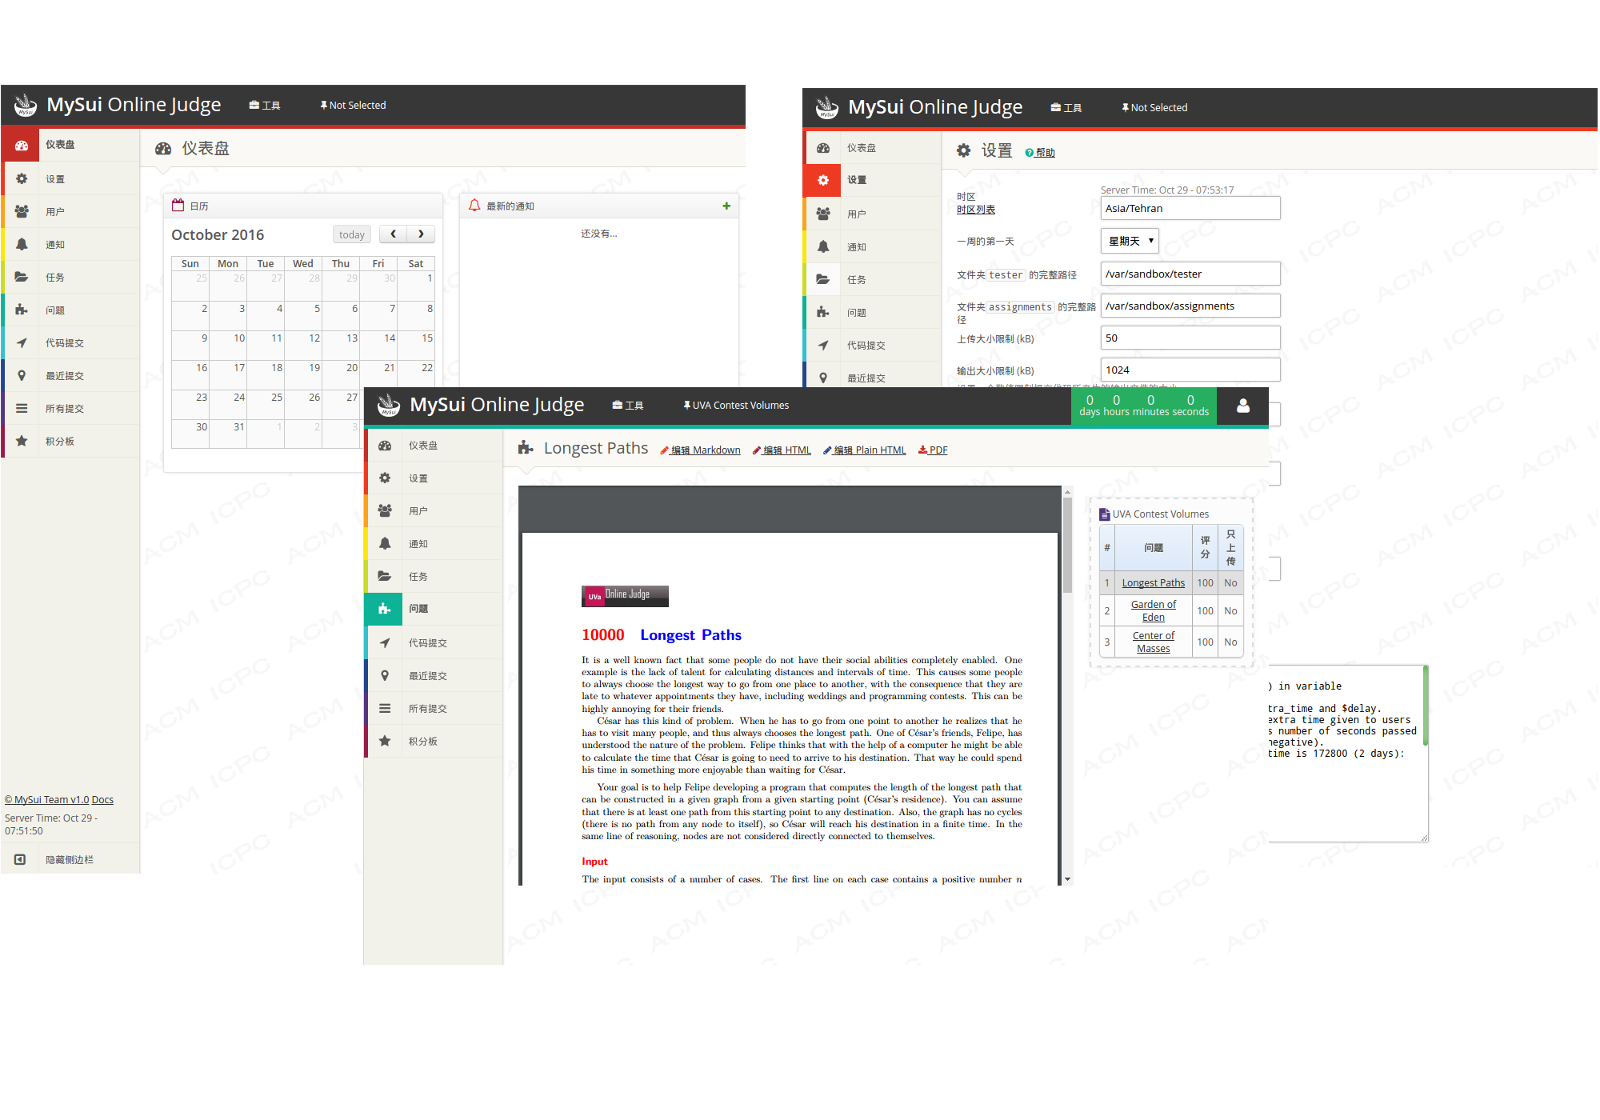 MySui Online Judge
工具
Not Selected
仪表盘
设置
用户
通知
任务
问题
代码提交
最近提交
所有提交
积分板
© MySui Team v1.0 Docs
Server Time: Oct 29 -
07:51:50
隐藏侧边栏
仪表盘
日历
October 2016
today
Sun Mon Tue Wed Thu Fri Sat
25 26 27 28 29 30 1
2 3 4 5 6 7 8
9 10 11 12 13 14 15
16 17 18 19 20 21 22
23 24 25 26 27
30 31 1 2 3
最新的通知
还没有...
MySui Online Judge
工具
Not Selected
仪表盘
设置
用户
通知
任务
问题
代码提交
最近提交
设置
帮助
时区
时区列表
Server Time: Oct 29 - 07:53:17
Asia/Tehran
一周的第一天
星期天
文件夹 tester 的完整路径
/var/sandbox/tester
文件夹 assignments 的完整路
径
/var/sandbox/assignments
上传大小限制 (kB)
50
输出大小限制 (kB)
1024
) in variable
tra_time and $delay.
extra time given to users
s number of seconds passed
negative).
time is 172800 (2 days):
MySui Online Judge
工具
UVA Contest Volumes
0 0 0 0
days hours minutes seconds
仪表盘
设置
用户
通知
任务
问题
代码提交
最近提交
所有提交
积分板
Longest Paths
编辑 Markdown
编辑 HTML
编辑 Plain HTML
PDF
UVa Online Judge
10000 Longest Paths
It is a well known fact that some people do not have their social abilities completely enabled. One
example is the lack of talent for calculating distances and intervals of time. This causes some people
to always choose the longest way to go from one place to another, with the consequence that they are
late to whatever appointments they have, including weddings and programming contests. This can be
highly annoying for their friends.
César has this kind of problem. When he has to go from one point to another he realizes that he
has to visit many people, and thus always chooses the longest path. One of César's friends, Felipe, has
understood the nature of the problem. Felipe thinks that with the help of a computer he might be able
to calculate the time that César is going to need to arrive to his destination. That way he could spend
his time in something more enjoyable than waiting for César.
Your goal is to help Felipe developing a program that computes the length of the longest path that
can be constructed in a given graph from a given starting point (César's residence). You can assume
that there is at least one path from this starting point to any destination. Also, the graph has no cycles
(there is no path from any node to itself), so César will reach his destination in a finite time. In the
same line of reasoning, nodes are not considered directly connected to themselves.
Input
The input consists of a number of cases. The first line on each case contains a positive number n
UVA Contest Volumes
# 问题 评分 只上传
1 Longest Paths 100 No
2 Garden of Eden 100 No
3 Center of Masses 100 No
ACM ICPC